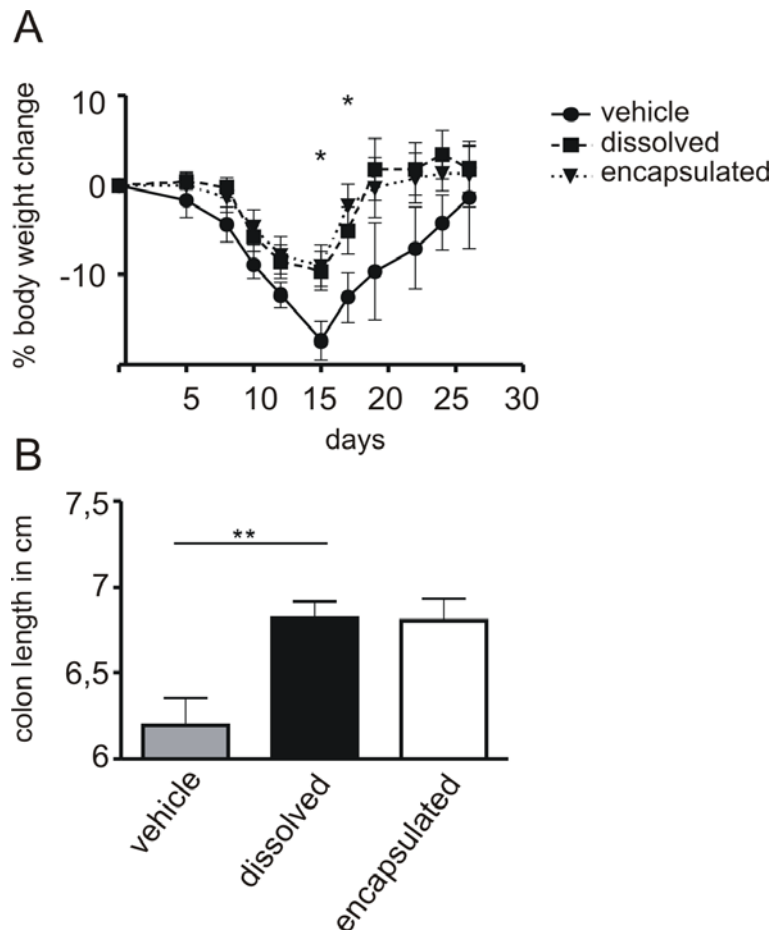 A
% body weight change
10
0
-10
*
*
vehicle
dissolved
encapsulated
5 10 15 20 25 30
days
B
colon length in cm
7,5
7
6,5
6
**
vehicle
dissolved
encapsulated